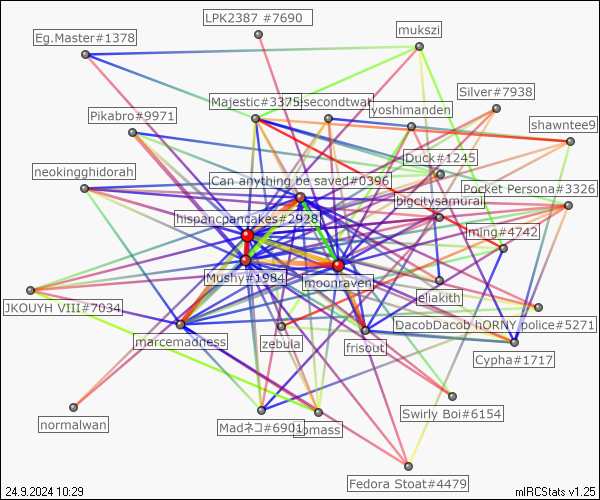 LPK2387 #7690
mukszi
Eg.Master#1378
Silver#7938
Majestic#3375
secondtwat
yoshimanden
Pikabro#9971
shawntee9
Duck#1245
neokingghidorah
Can anything be saved#0396
Pocket Persona#3326
bigcitysamurai
hispancpancakes#2928
lming#4742
Mushy#1984
moonraven
eliakith
JKOUYH VIII#7034
DacobDacob hORNY police#5271
marcemadness
zebula
frisout
Cypha#1717
Swirly Boi#6154
normalwan
Madネコ#6901
omass
Fedora Stoat#4479
24.9.2024 10:29
mIRCStats v1.25